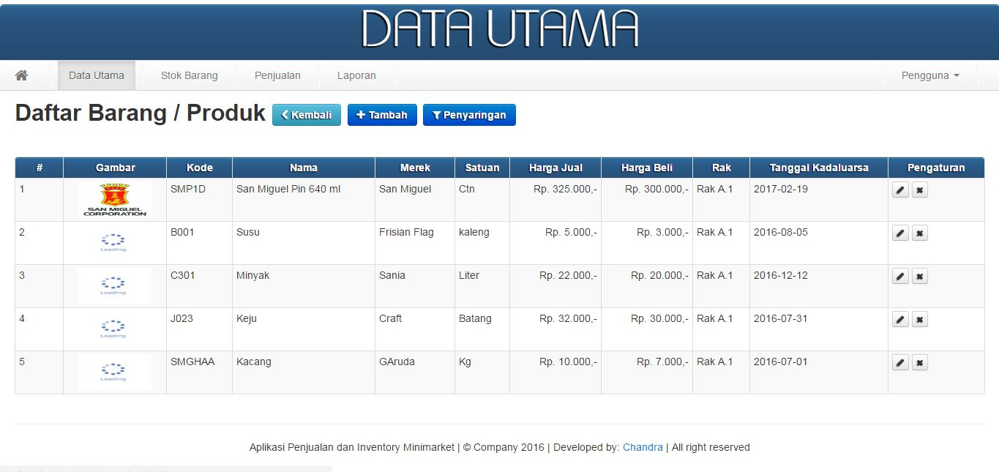 DATA UTAMA
Data Utama Stok Barang Penjualan Laporan Pengguna
Daftar Barang / Produk Kembali Tambah Penyaringan
# Gambar Kode Nama Merek Satuan Harga Jual Harga Beli Rak Tanggal Kadaluarsa Pengaturan
1 SAN MIGUEL CORPORATION SMP1D San Miguel Pin 640 ml San Miguel Ctn Rp. 325.000,- Rp. 300.000,- Rak A.1 2017-02-19
2 Loading B001 Susu Frisian Flag kaleng Rp. 5.000,- Rp. 3.000,- Rak A.1 2016-08-05
3 Loading C301 Minyak Sania Liter Rp. 22.000,- Rp. 20.000,- Rak A.1 2016-12-12
4 Loading J023 Keju Craft Batang Rp. 32.000,- Rp. 30.000,- Rak A.1 2016-07-31
5 Loading SMGHAA Kacang GAruda Kg Rp. 10.000,- Rp. 7.000,- Rak A.1 2016-07-01
Aplikasi Penjualan dan Inventory Minimarket | © Company 2016 | Developed by: Chandra | All right reserved